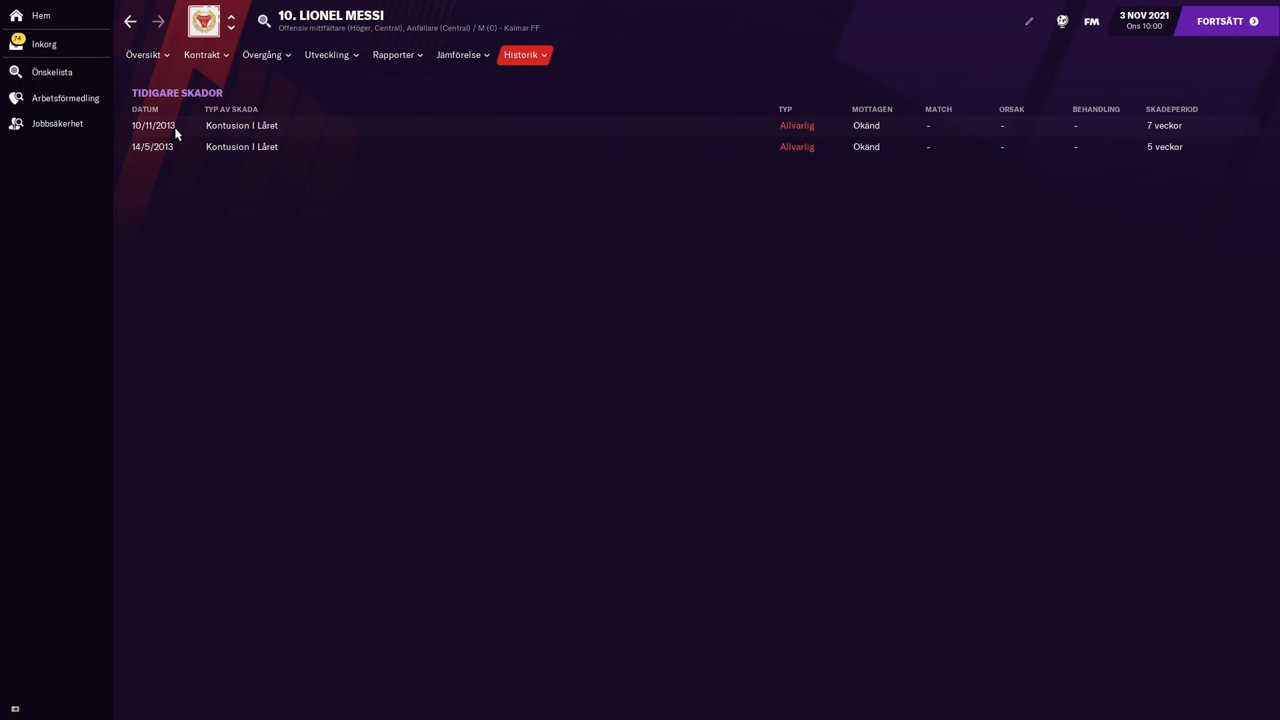 Hem
74
Inkorg
Önskelista
Arbetsförmedling
Jobbsäkerhet
10. LIONEL MESSI
Offensiv mittfältare (Höger, Central), Anfallare (Central) / M (C) - Kalmar FF
FM
3 NOV 2021
Ons 10:00
FORTSÄTT
Översikt Kontrakt Övergång Utveckling Rapporter Jämförelse Historik
TIDIGARE SKADOR
DATUM TYP AV SKADA TYP MOTTAGEN MATCH ORSAK BEHANDLING SKADEPERIOD
10/11/2013 Kontusion I Låret Allvarlig Okänd - - - 7 veckor
14/5/2013 Kontusion I Låret Allvarlig Okänd - - - 5 veckor